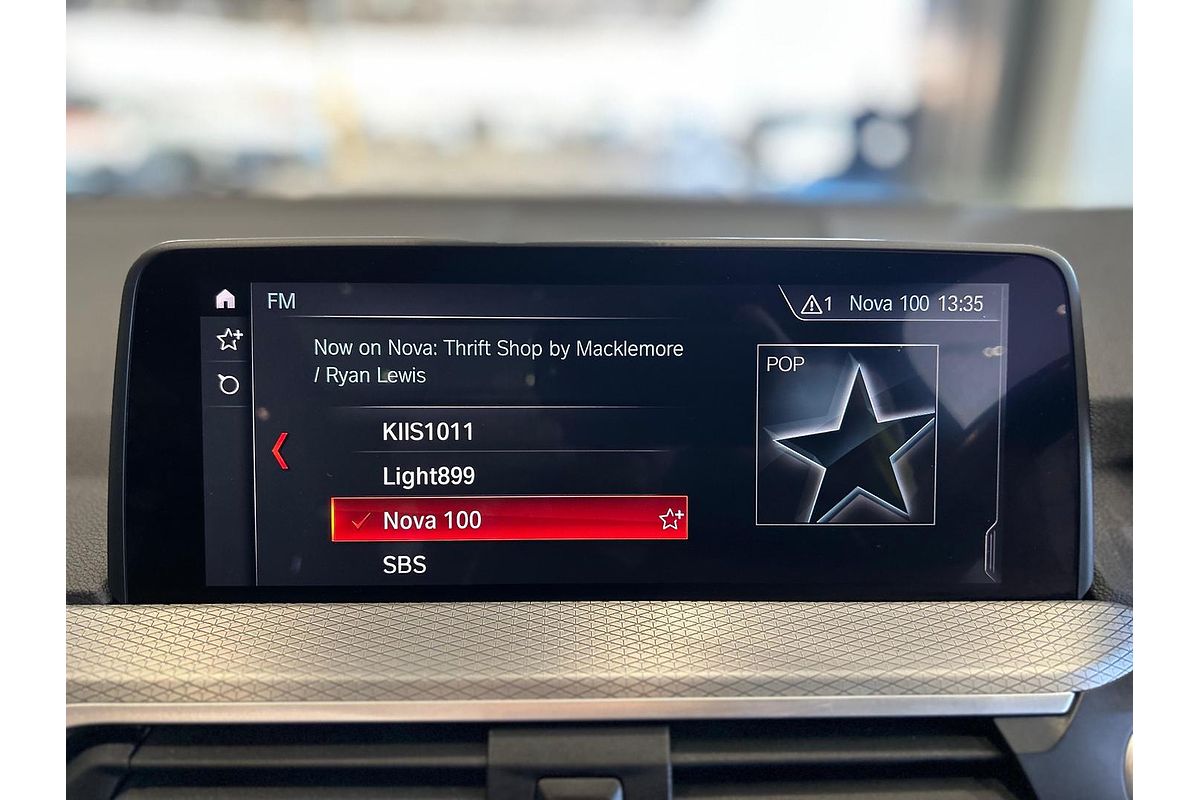 FM
1 Nova 100 13:35
Now on Nova: Thrift Shop by Macklemore
/ Ryan Lewis
POP
KIIS1011
Light899
Nova 100
SBS